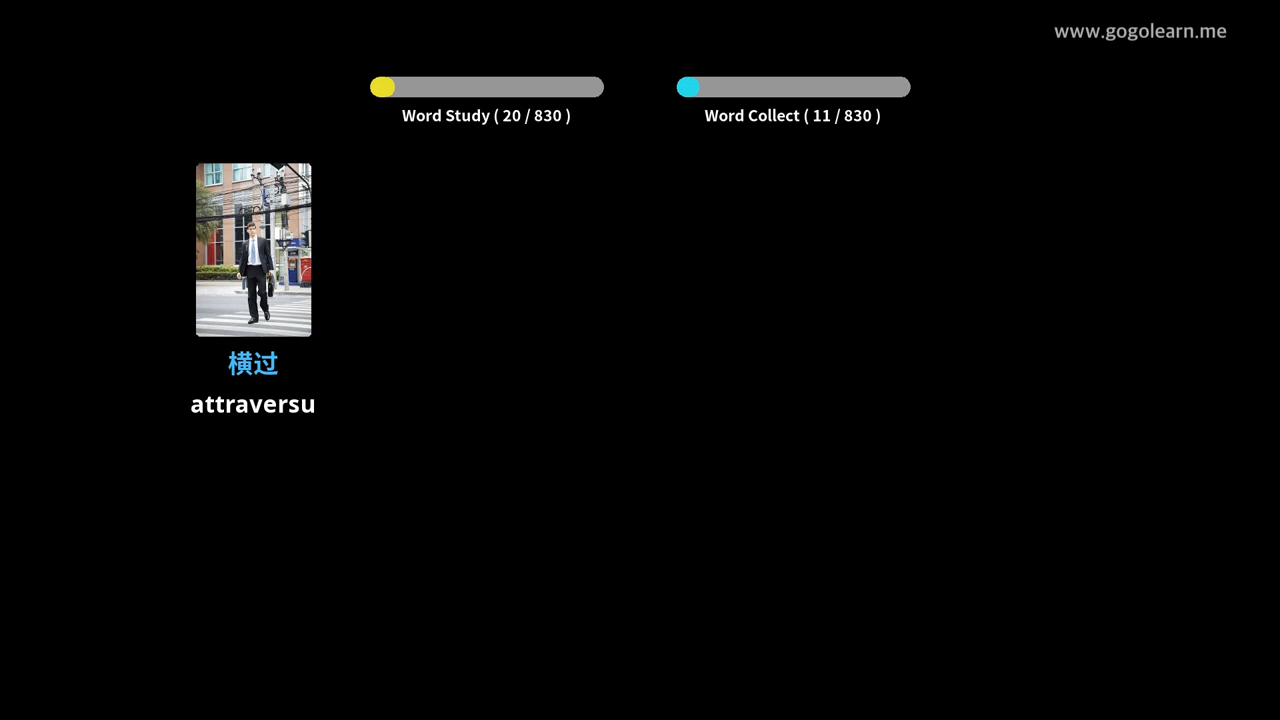 www.gogolearn.me
Word Study ( 20 / 830 )
Word Collect ( 11 / 830 )
横过
attraversu